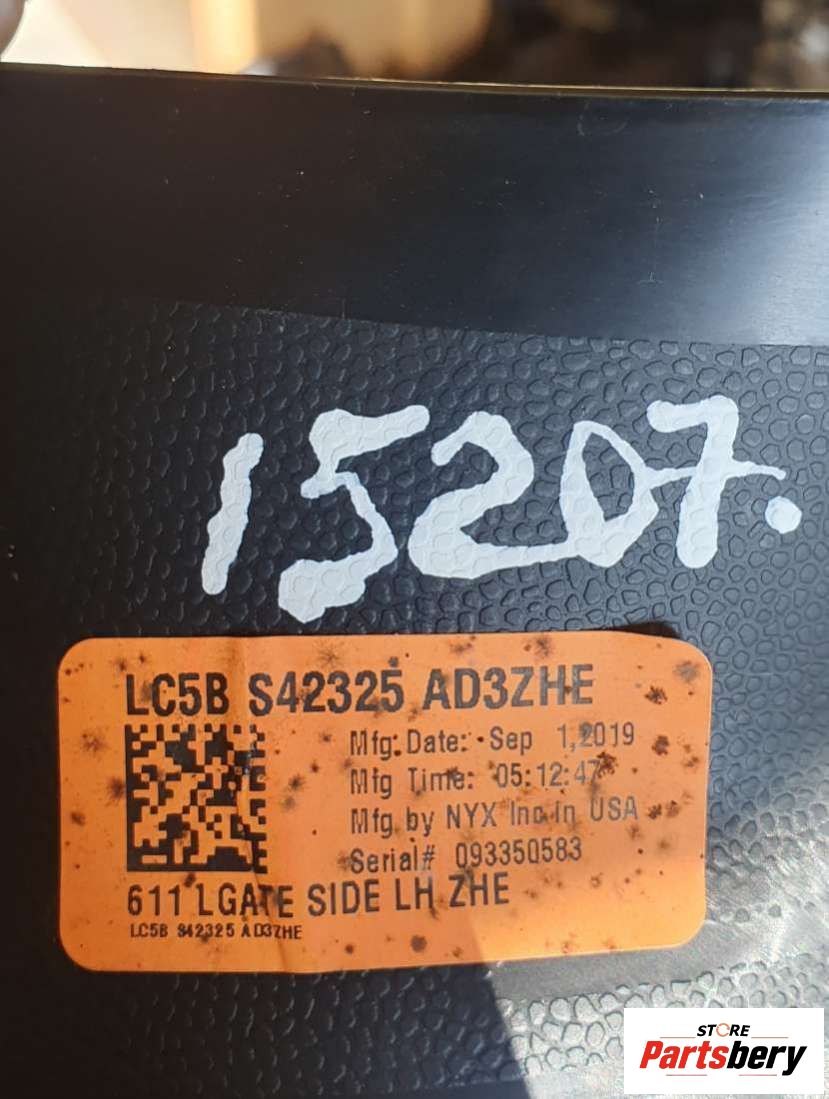 15207.
LC5B S42325 AD3ZHE
Mfg. Date: Sep 1,2019
Mfg Time: 05:12:47
Mfg by NYX Inc in USA
Serial# 093350583
611 LGATE SIDE LH ZHE
LC5B S42325 AD3ZHE
STORE
Partsbery